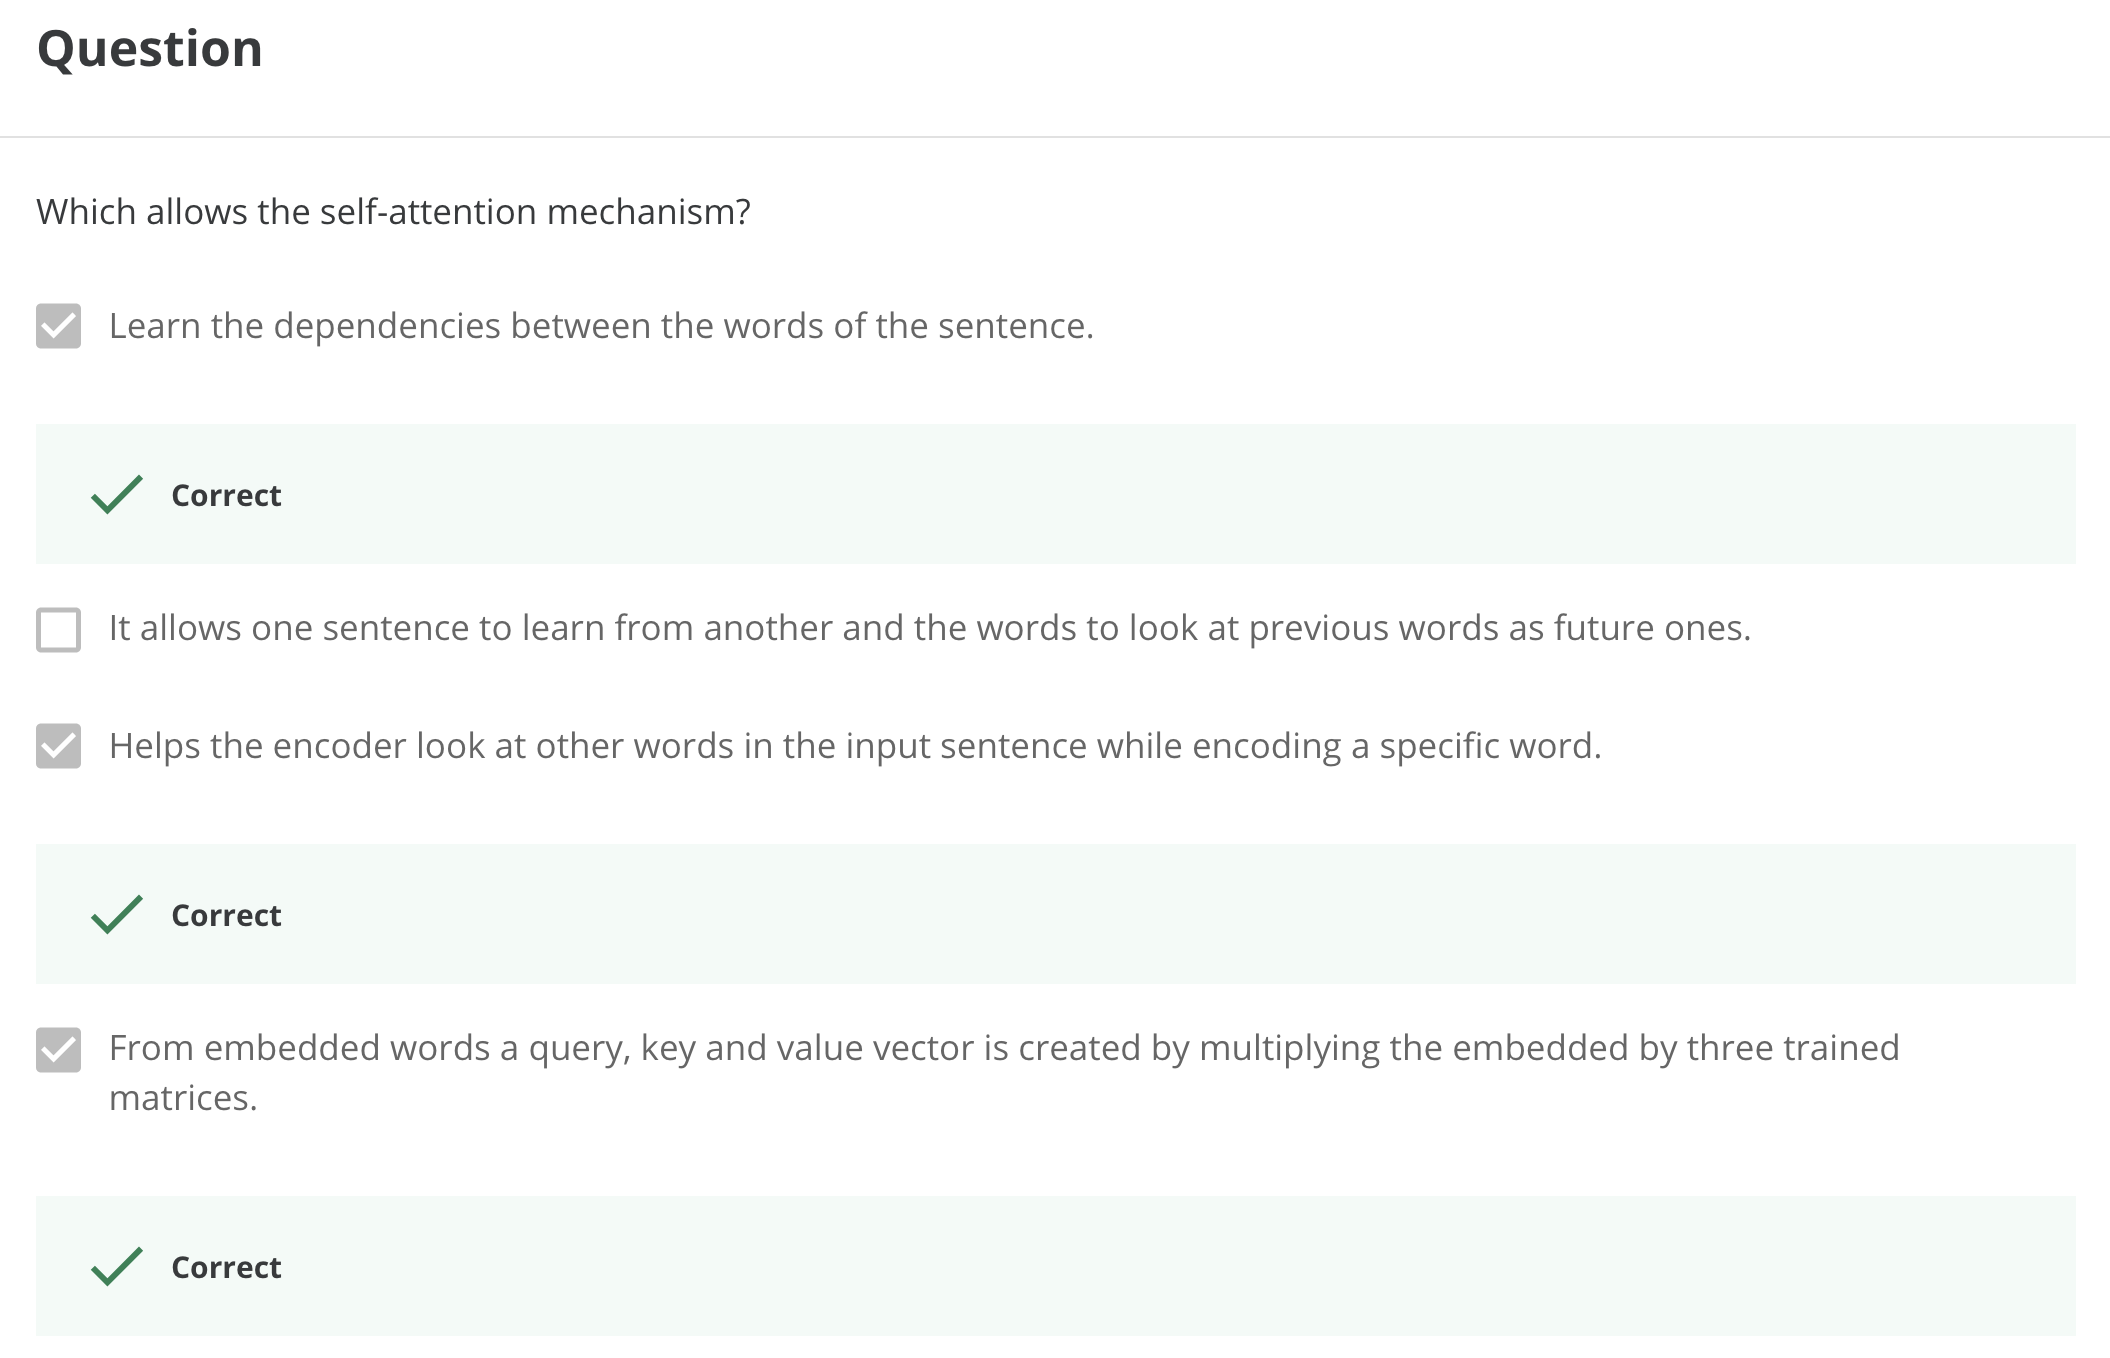 Question
Which allows the self-attention mechanism?
Learn the dependencies between the words of the sentence.
Correct
It allows one sentence to learn from another and the words to look at previous words as future ones.
Helps the encoder look at other words in the input sentence while encoding a specific word.
Correct
From embedded words a query, key and value vector is created by multiplying the embedded by three trained
matrices.
Correct